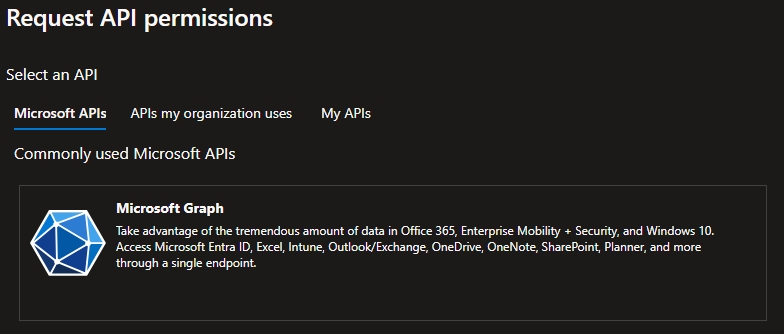 Request API permissions
Select an API
Microsoft APIs APIs my organization uses My APIs
Commonly used Microsoft APIs
Microsoft Graph
Take advantage of the tremendous amount of data in Office 365, Enterprise Mobility + Security, and Windows 10.
Access Microsoft Entra ID, Excel, Intune, Outlook/Exchange, OneDrive, OneNote, SharePoint, Planner, and more
through a single endpoint.